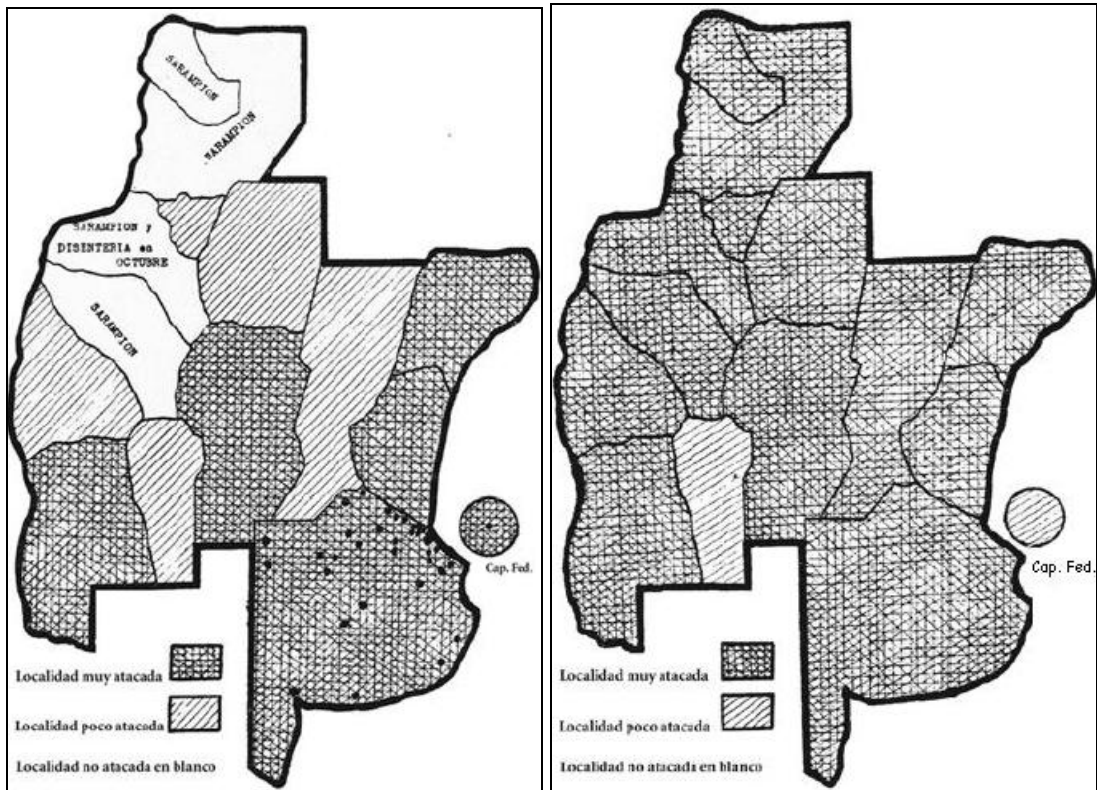 SARAMPION
SARAMPION
SARAMPION y
DISENTERIA en
OCTUBRE
SARAMPION
Cap. Fed.
Localidad muy atacada
Localidad poco atacada
Localidad no atacada en blanco
Cap. Fed.
Localidad muy atacada
Localidad poco atacada
Localidad no atacada en blanco